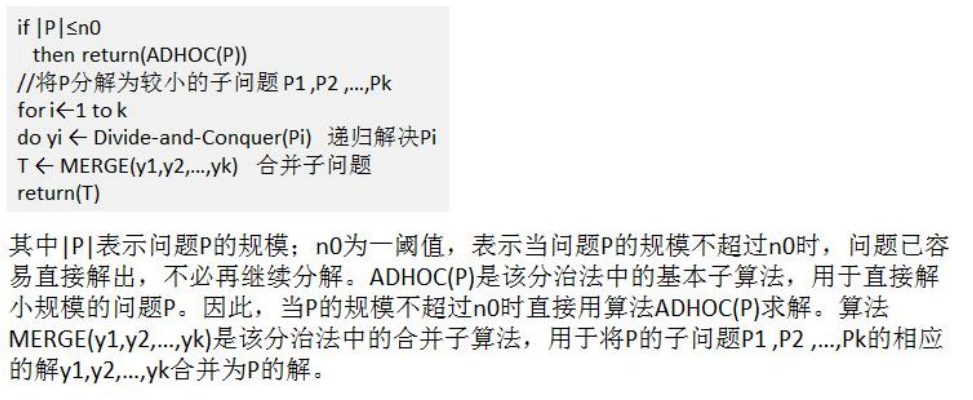 if |P|≤n0
then return(ADHOC(P))
//将P分解为较小的子问题 P1 ,P2 ,…,Pk
for i←1 to k
do yi ← Divide-and-Conquer(Pi) 递归解决Pi
T ← MERGE(y1,y2,…,yk) 合并子问题
return(T)
其中|P|表示问题P的规模；n0为一阈值，表示当问题P的规模不超过n0时，问题已容
易直接解出，不必再继续分解。ADHOC(P)是该分治法中的基本子算法，用于直接解
小规模的问题P。因此，当P的规模不超过n0时直接用算法ADHOC(P)求解。算法
MERGE(y1,y2,…,yk)是该分治法中的合并子算法，用于将P的子问题P1 ,P2 ,…,Pk的相应
的解y1,y2,…,yk合并为P的解。